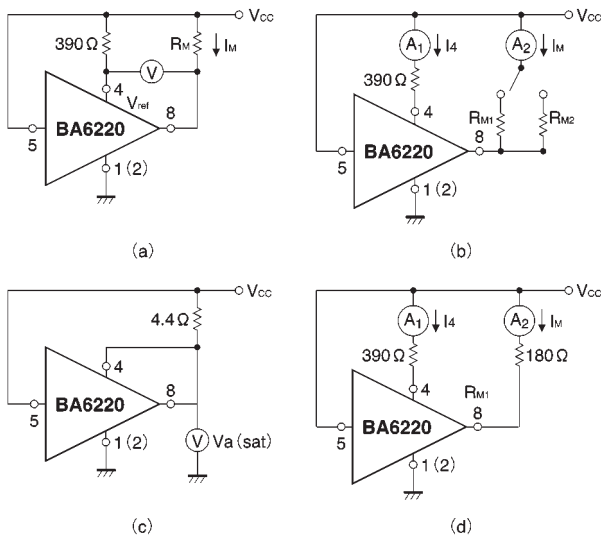 VCC
390Ω
RM
IM
V
4
Vref
8
BA6220
5
1 (2)
(a)
VCC
A1
I4
A2
IM
390Ω
4
RM1
RM2
8
BA6220
5
1 (2)
(b)
VCC
4.4Ω
4
8
BA6220
5
1 (2)
V
Va (sat)
(c)
VCC
A1
I4
A2
IM
390Ω
180Ω
4
RM1
8
BA6220
5
1 (2)
(d)